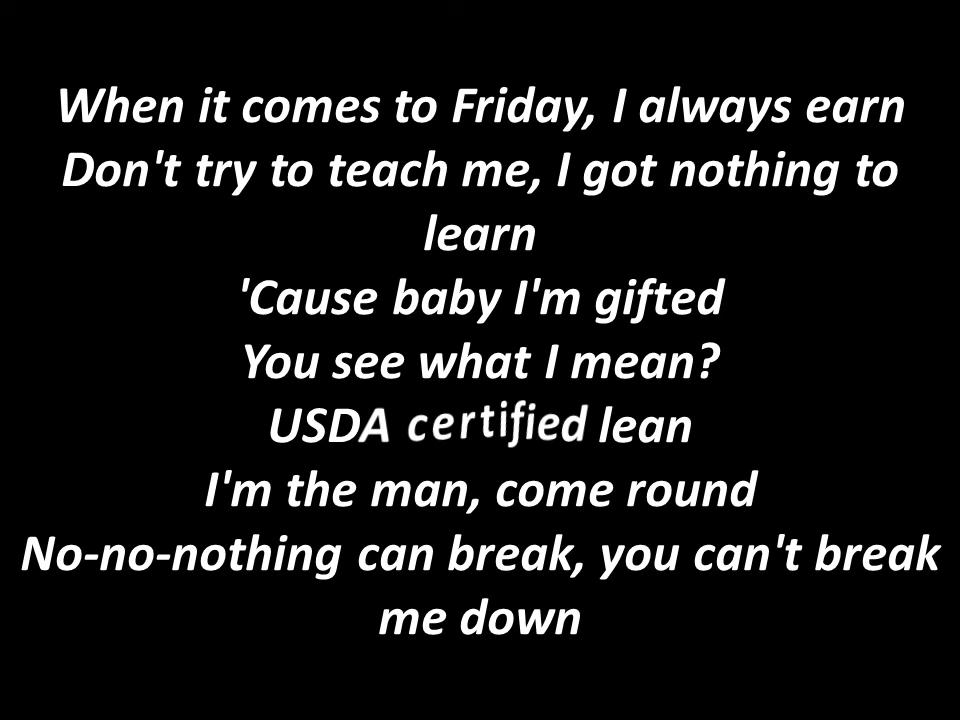 When it comes to Friday, I always earn
Don't try to teach me, I got nothing to
learn
'Cause baby I'm gifted
You see what I mean?
USDA certified lean
I'm the man, come round
No-no-nothing can break, you can't break
me down